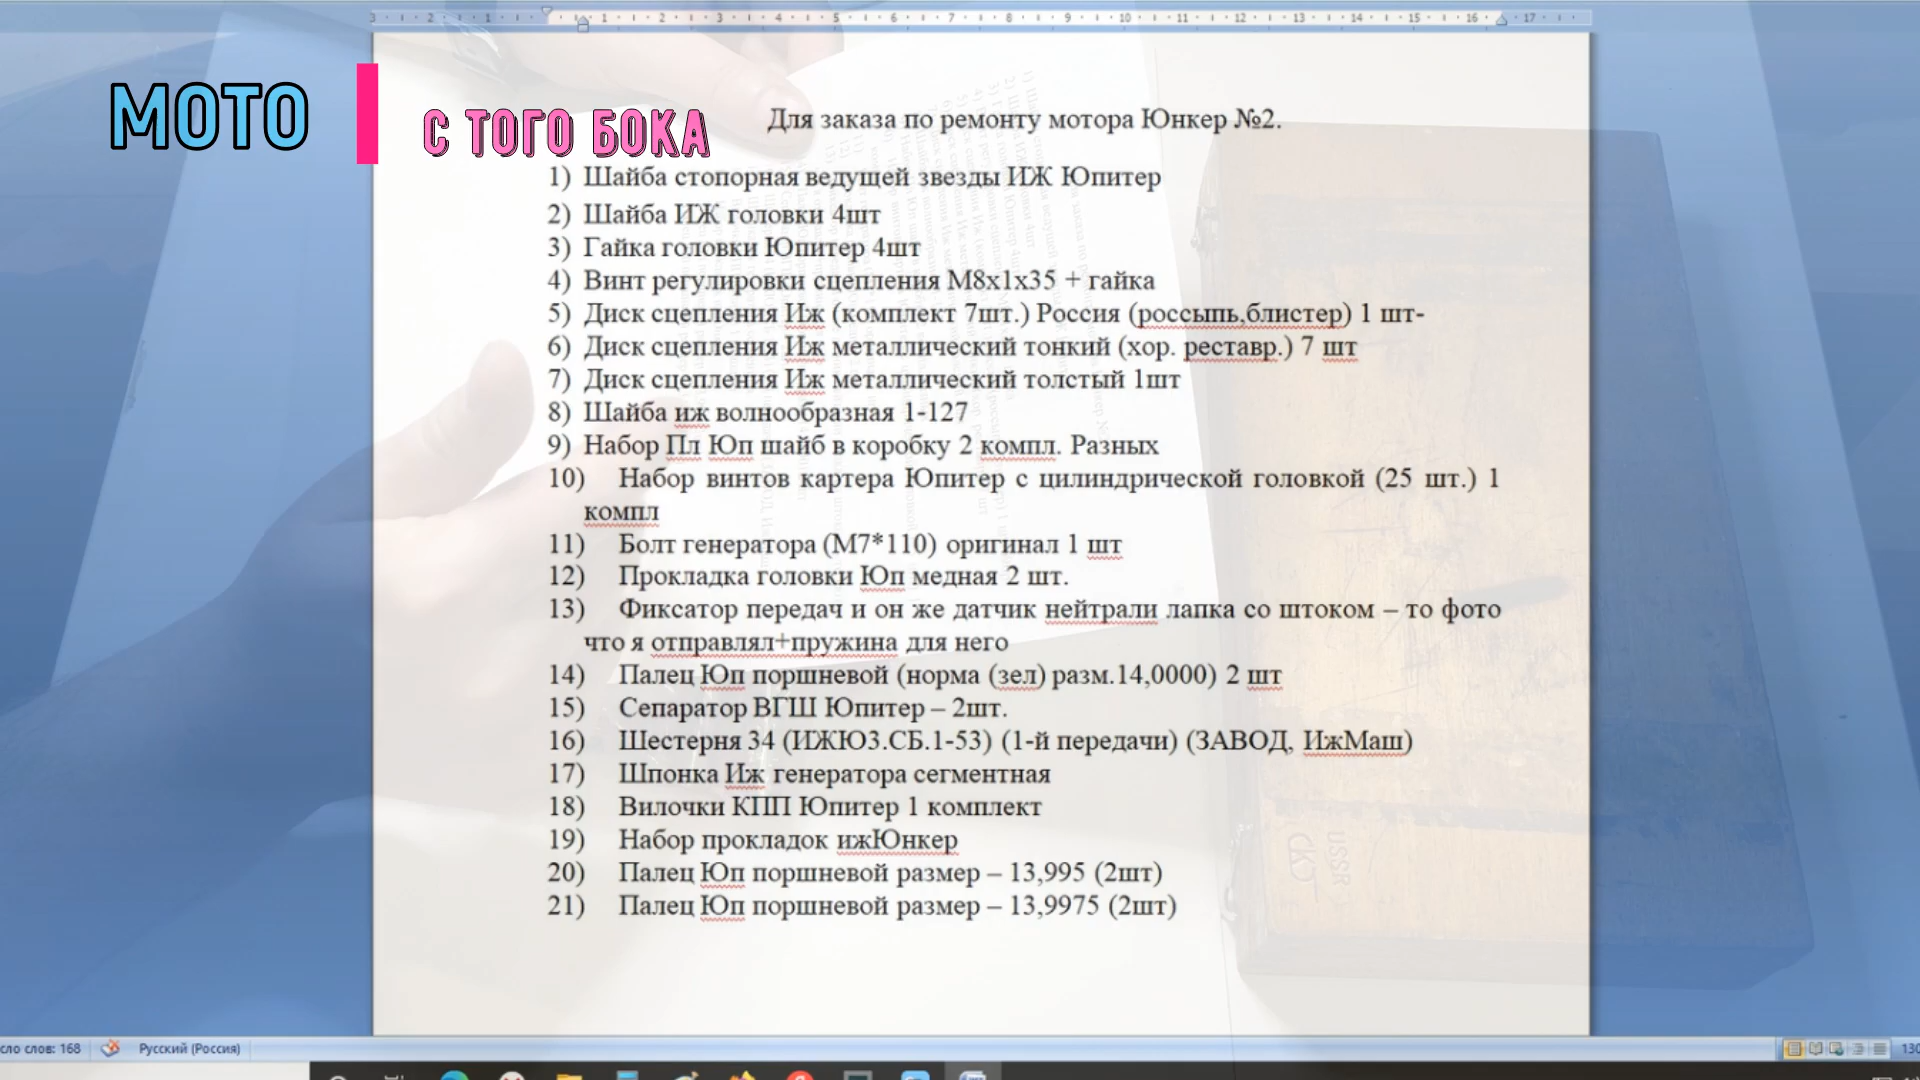 МОТО
С ТОГО БОКА
Для заказа по ремонту мотора Юнкер №2.
1) Шайба стопорная ведущей звезды ИЖ Юпитер
2) Шайба ИЖ головки 4шт
3) Гайка головки Юпитер 4шт
4) Винт регулировки сцепления М8х1х35 + гайка
5) Диск сцепления Иж (комплект 7шт.) Россия (россыпь,блистер) 1 шт-
6) Диск сцепления Иж металлический тонкий (хор. реставр.) 7 шт
7) Диск сцепления Иж металлический толстый 1шт
8) Шайба иж волнообразная 1-127
9) Набор Пл Юп шайб в коробку 2 компл. Разных
10) Набор винтов картера Юпитер с цилиндрической головкой (25 шт.) 1
компл
11) Болт генератора (М7*110) оригинал 1 шт
12) Прокладка головки Юп медная 2 шт.
13) Фиксатор передач и он же датчик нейтрали лапка со штоком – то фото
что я отправлял+пружина для него
14) Палец Юп поршневой (норма (зел) разм.14,0000) 2 шт
15) Сепаратор ВГШ Юпитер – 2шт.
16) Шестерня 34 (ИЖЮ3.СБ.1-53) (1-й передачи) (ЗАВОД, ИжМаш)
17) Шпонка Иж генератора сегментная
18) Вилочки КПП Юпитер 1 комплект
19) Набор прокладок ижЮнкер
20) Палец Юп поршневой размер – 13,995 (2шт)
21) Палец Юп поршневой размер – 13,9975 (2шт)
USSR
сло слов: 168 Русский (Россия) 130